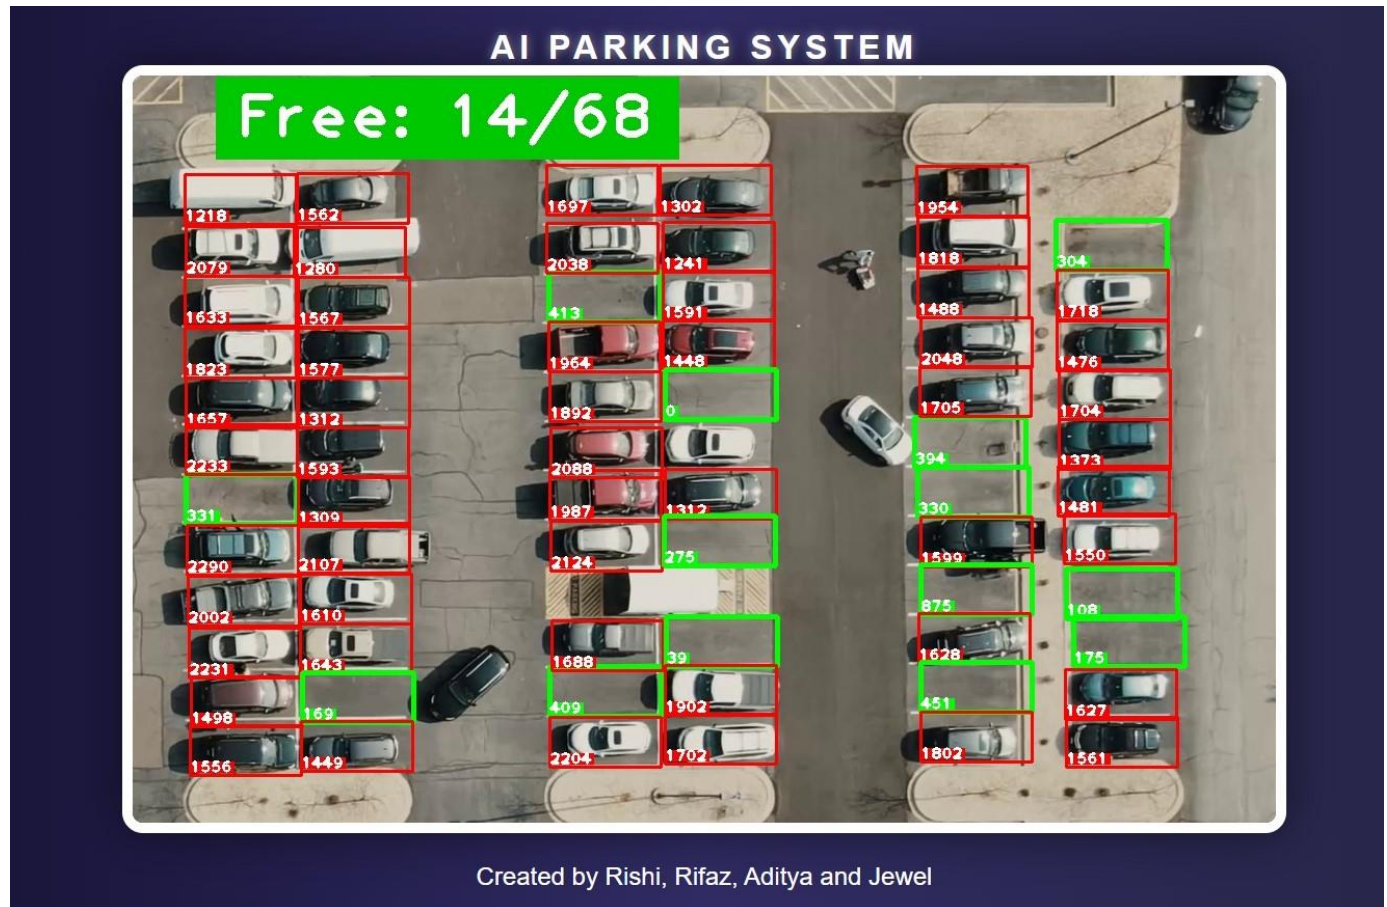 AI PARKING SYSTEM
Free: 14/68
1218 1562 1697 1302 1954
2079 1280 2038 1241 1818 304
1633 1567 413 1591 1488 1718
1823 1577 1964 1448 2048 1476
1657 1312 1892 0 1705 1704
2233 1593 2088 394 1373
331 1309 1987 1312 330 1481
2290 2107 2124 275 1599 1550
2002 1610 875 108
2231 1643 1688 39 1628 175
1498 169 409 1902 451 1627
1556 1449 2204 1702 1802 1561
Created by Rishi, Rifaz, Aditya and Jewel